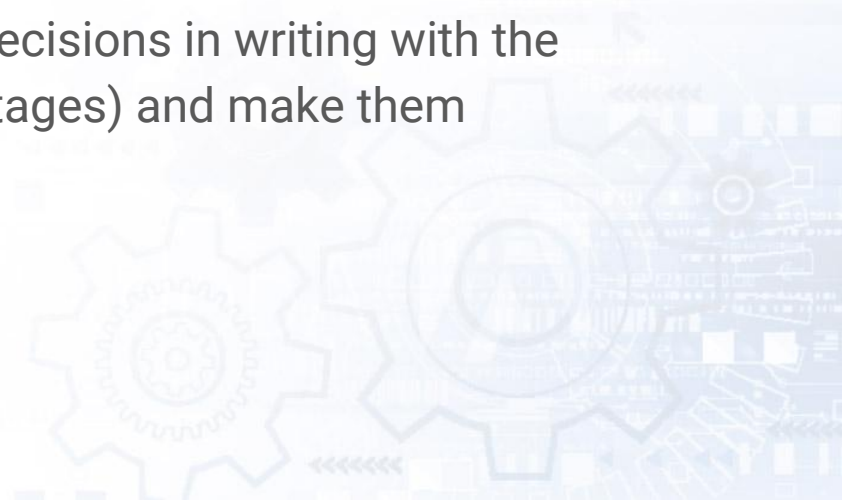 ecisions in writing with the
tages) and make them